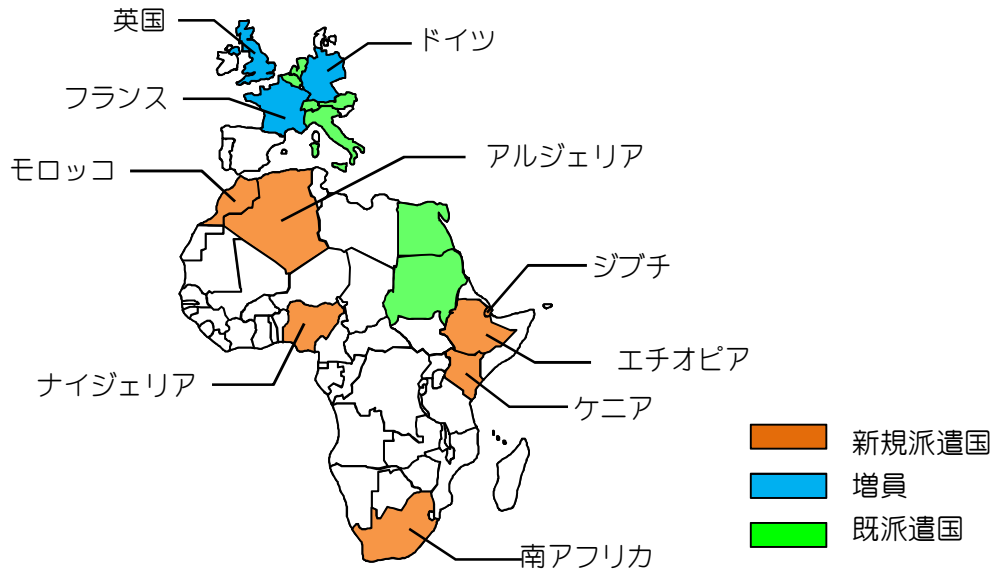 英国
ドイツ
フランス
モロッコ
アルジェリア
ジブチ
エチオピア
ナイジェリア
ケニア
新規派遣国
増員
既派遣国
南アフリカ